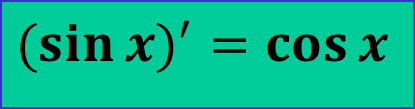 (sin x)′ = cos x